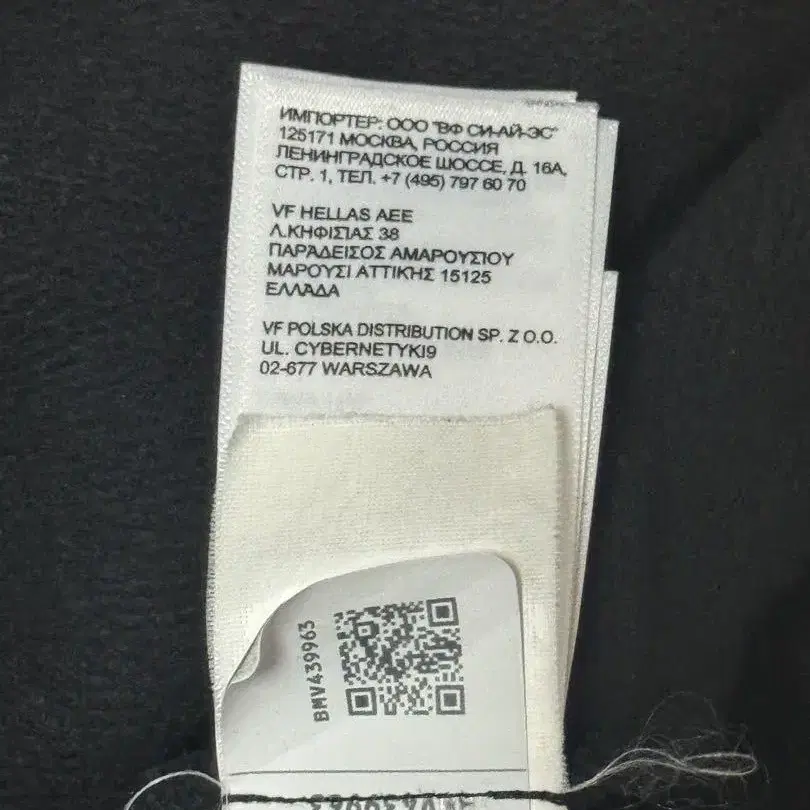 ИМПОРТЕР: ООО "ВФ СИ-АЙ-ЭС"
125171 МОСКВА, РОССИЯ
ЛЕНИНГРАДСКОЕ ШОССЕ, Д. 16А,
СТР. 1, ТЕЛ. +7 (495) 797 60 70
VF HELLAS AEE
Λ.ΚΗΦΙΣΙΑΣ 38
ΠΑΡΑΔΕΙΣΟΣ ΑΜΑΡΟΥΣΙΟΥ
ΜΑΡΟΥΣΙ ΑΤΤΙΚΗΣ 15125
ΕΛΛΑΔΑ
VF POLSKA DISTRIBUTION SP. Z O.O.
UL. CYBERNETYKI9
02-677 WARSZAWA
BMV439963